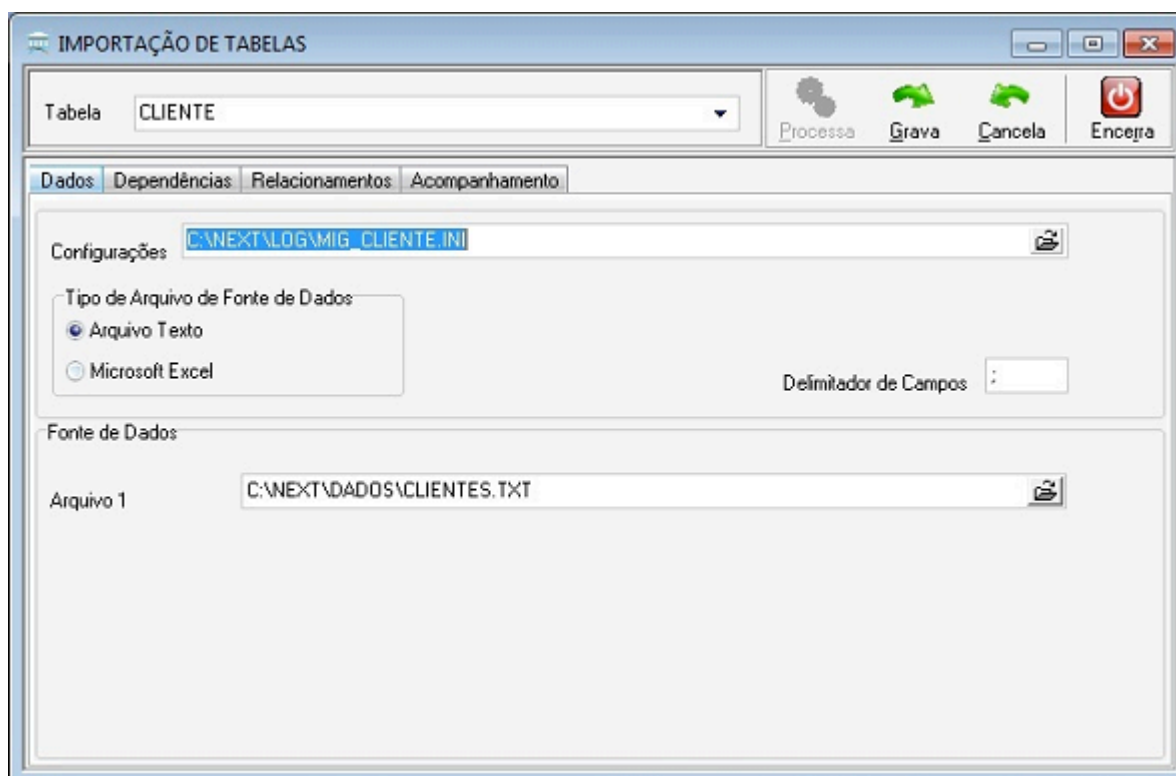 IMPORTAÇÃO DE TABELAS
Tabela CLIENTE
Processa Grava Cancela Encerra
Dados Dependências Relacionamentos Acompanhamento
Configurações C:\NEXT\LOG\MIG_CLIENTE.INI
Tipo de Arquivo de Fonte de Dados
Arquivo Texto
Microsoft Excel
Delimitador de Campos ;
Fonte de Dados
Arquivo 1 C:\NEXT\DADOS\CLIENTES.TXT